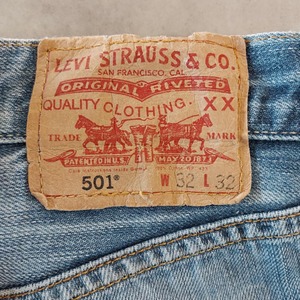 LEVI STRAUSS & CO.
SAN FRANCISCO, CAL.
ORIGINAL RIVETED
QUALITY CLOTHING. XX
TRADE MARK
PATENTED IN U.S. MAY 20 1873
501® W 32 L 32